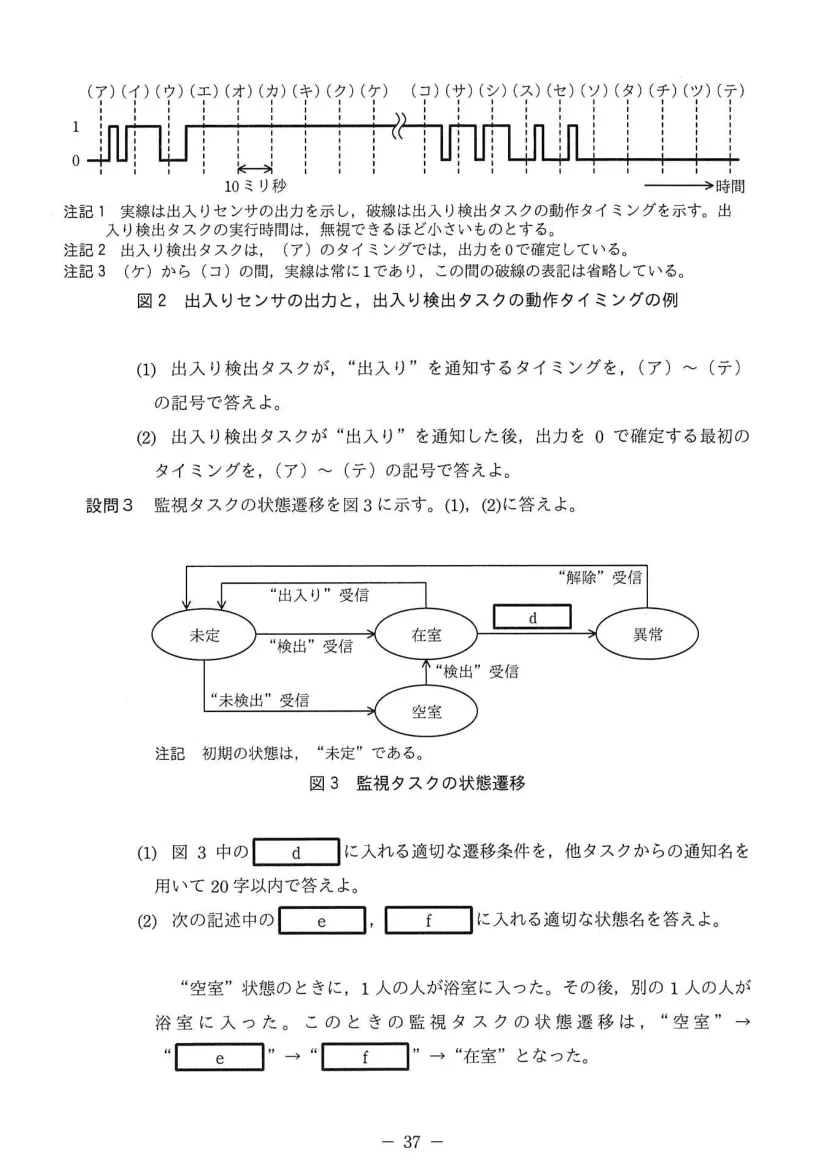 (ア)(イ)(ウ)(エ)(オ)(カ)(キ)(ク)(ケ) (コ)(サ)(シ)(ス)(セ)(ソ)(タ)(チ)(ツ)(テ)
1
0
10ミリ秒
時間
注記1 実線は出入りセンサの出力を示し，破線は出入り検出タスクの動作タイミングを示す。出
入り検出タスクの実行時間は，無視できるほど小さいものとする。
注記2 出入り検出タスクは，（ア）のタイミングでは，出力を0で確定している。
注記3 （ケ）から（コ）の間，実線は常に1であり，この間の破線の表記は省略している。
図2 出入りセンサの出力と，出入り検出タスクの動作タイミングの例
(1) 出入り検出タスクが，“出入り”を通知するタイミングを，（ア）～（テ）
の記号で答えよ。
(2) 出入り検出タスクが“出入り”を通知した後，出力を 0 で確定する最初の
タイミングを，（ア）～（テ）の記号で答えよ。
設問3 監視タスクの状態遷移を図3に示す。(1)，(2)に答えよ。
“解除”受信
“出入り”受信
d
未定
在室
異常
“検出”受信
“検出”受信
“未検出”受信
空室
注記 初期の状態は，“未定”である。
図3 監視タスクの状態遷移
(1) 図 3 中の d に入れる適切な遷移条件を，他タスクからの通知名を
用いて 20 字以内で答えよ。
(2) 次の記述中の e ， f に入れる適切な状態名を答えよ。
“空室”状態のときに，1 人の人が浴室に入った。その後，別の 1 人の人が
浴室に入った。このときの監視タスクの状態遷移は，“空室”→
“ e ”→“ f ”→“在室”となった。
－ 37 －